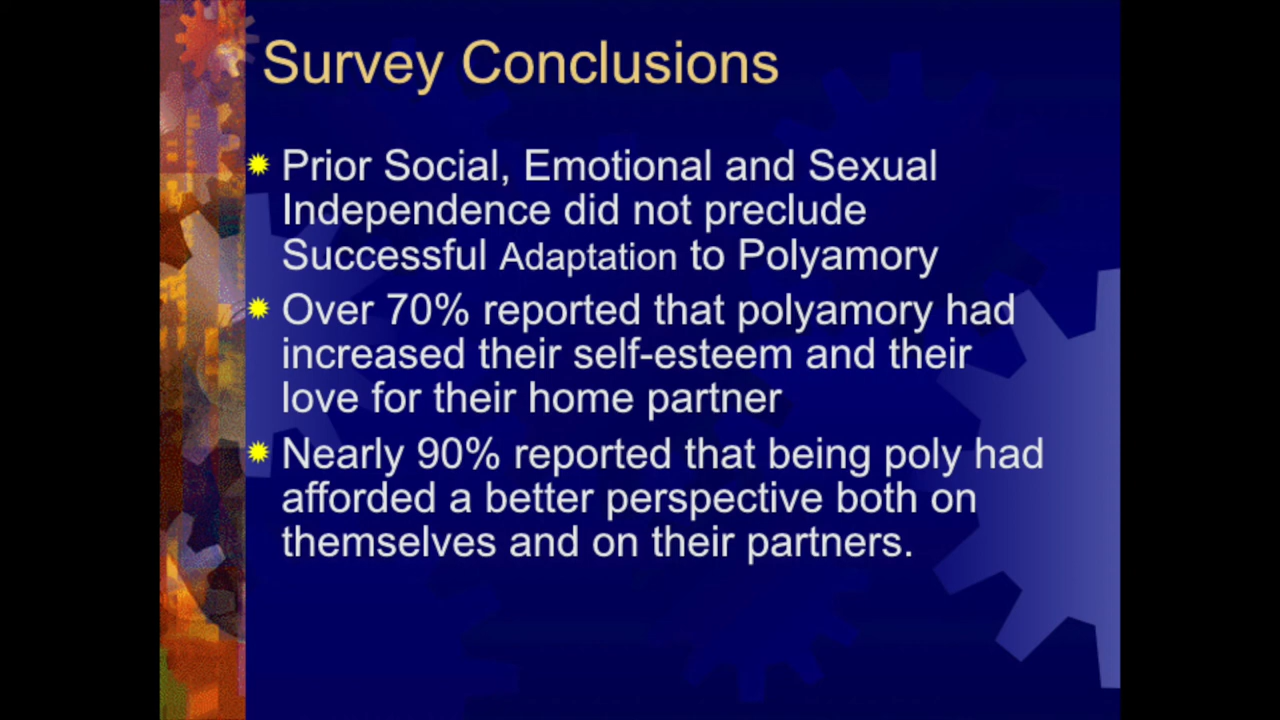 Survey Conclusions
Prior Social, Emotional and Sexual
Independence did not preclude
Successful Adaptation to Polyamory
Over 70% reported that polyamory had
increased their self-esteem and their
love for their home partner
Nearly 90% reported that being poly had
afforded a better perspective both on
themselves and on their partners.